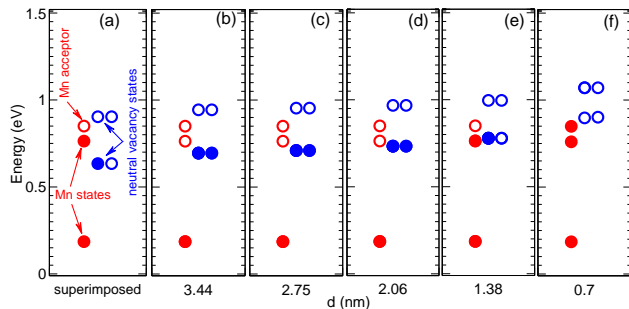 (a) (b) (c) (d) (e) (f)
1.5
1
0.5
0
Energy (eV)
Mn acceptor
Mn states
neutral vacancy states
superimposed 3.44 2.75 2.06 1.38 0.7
d (nm)